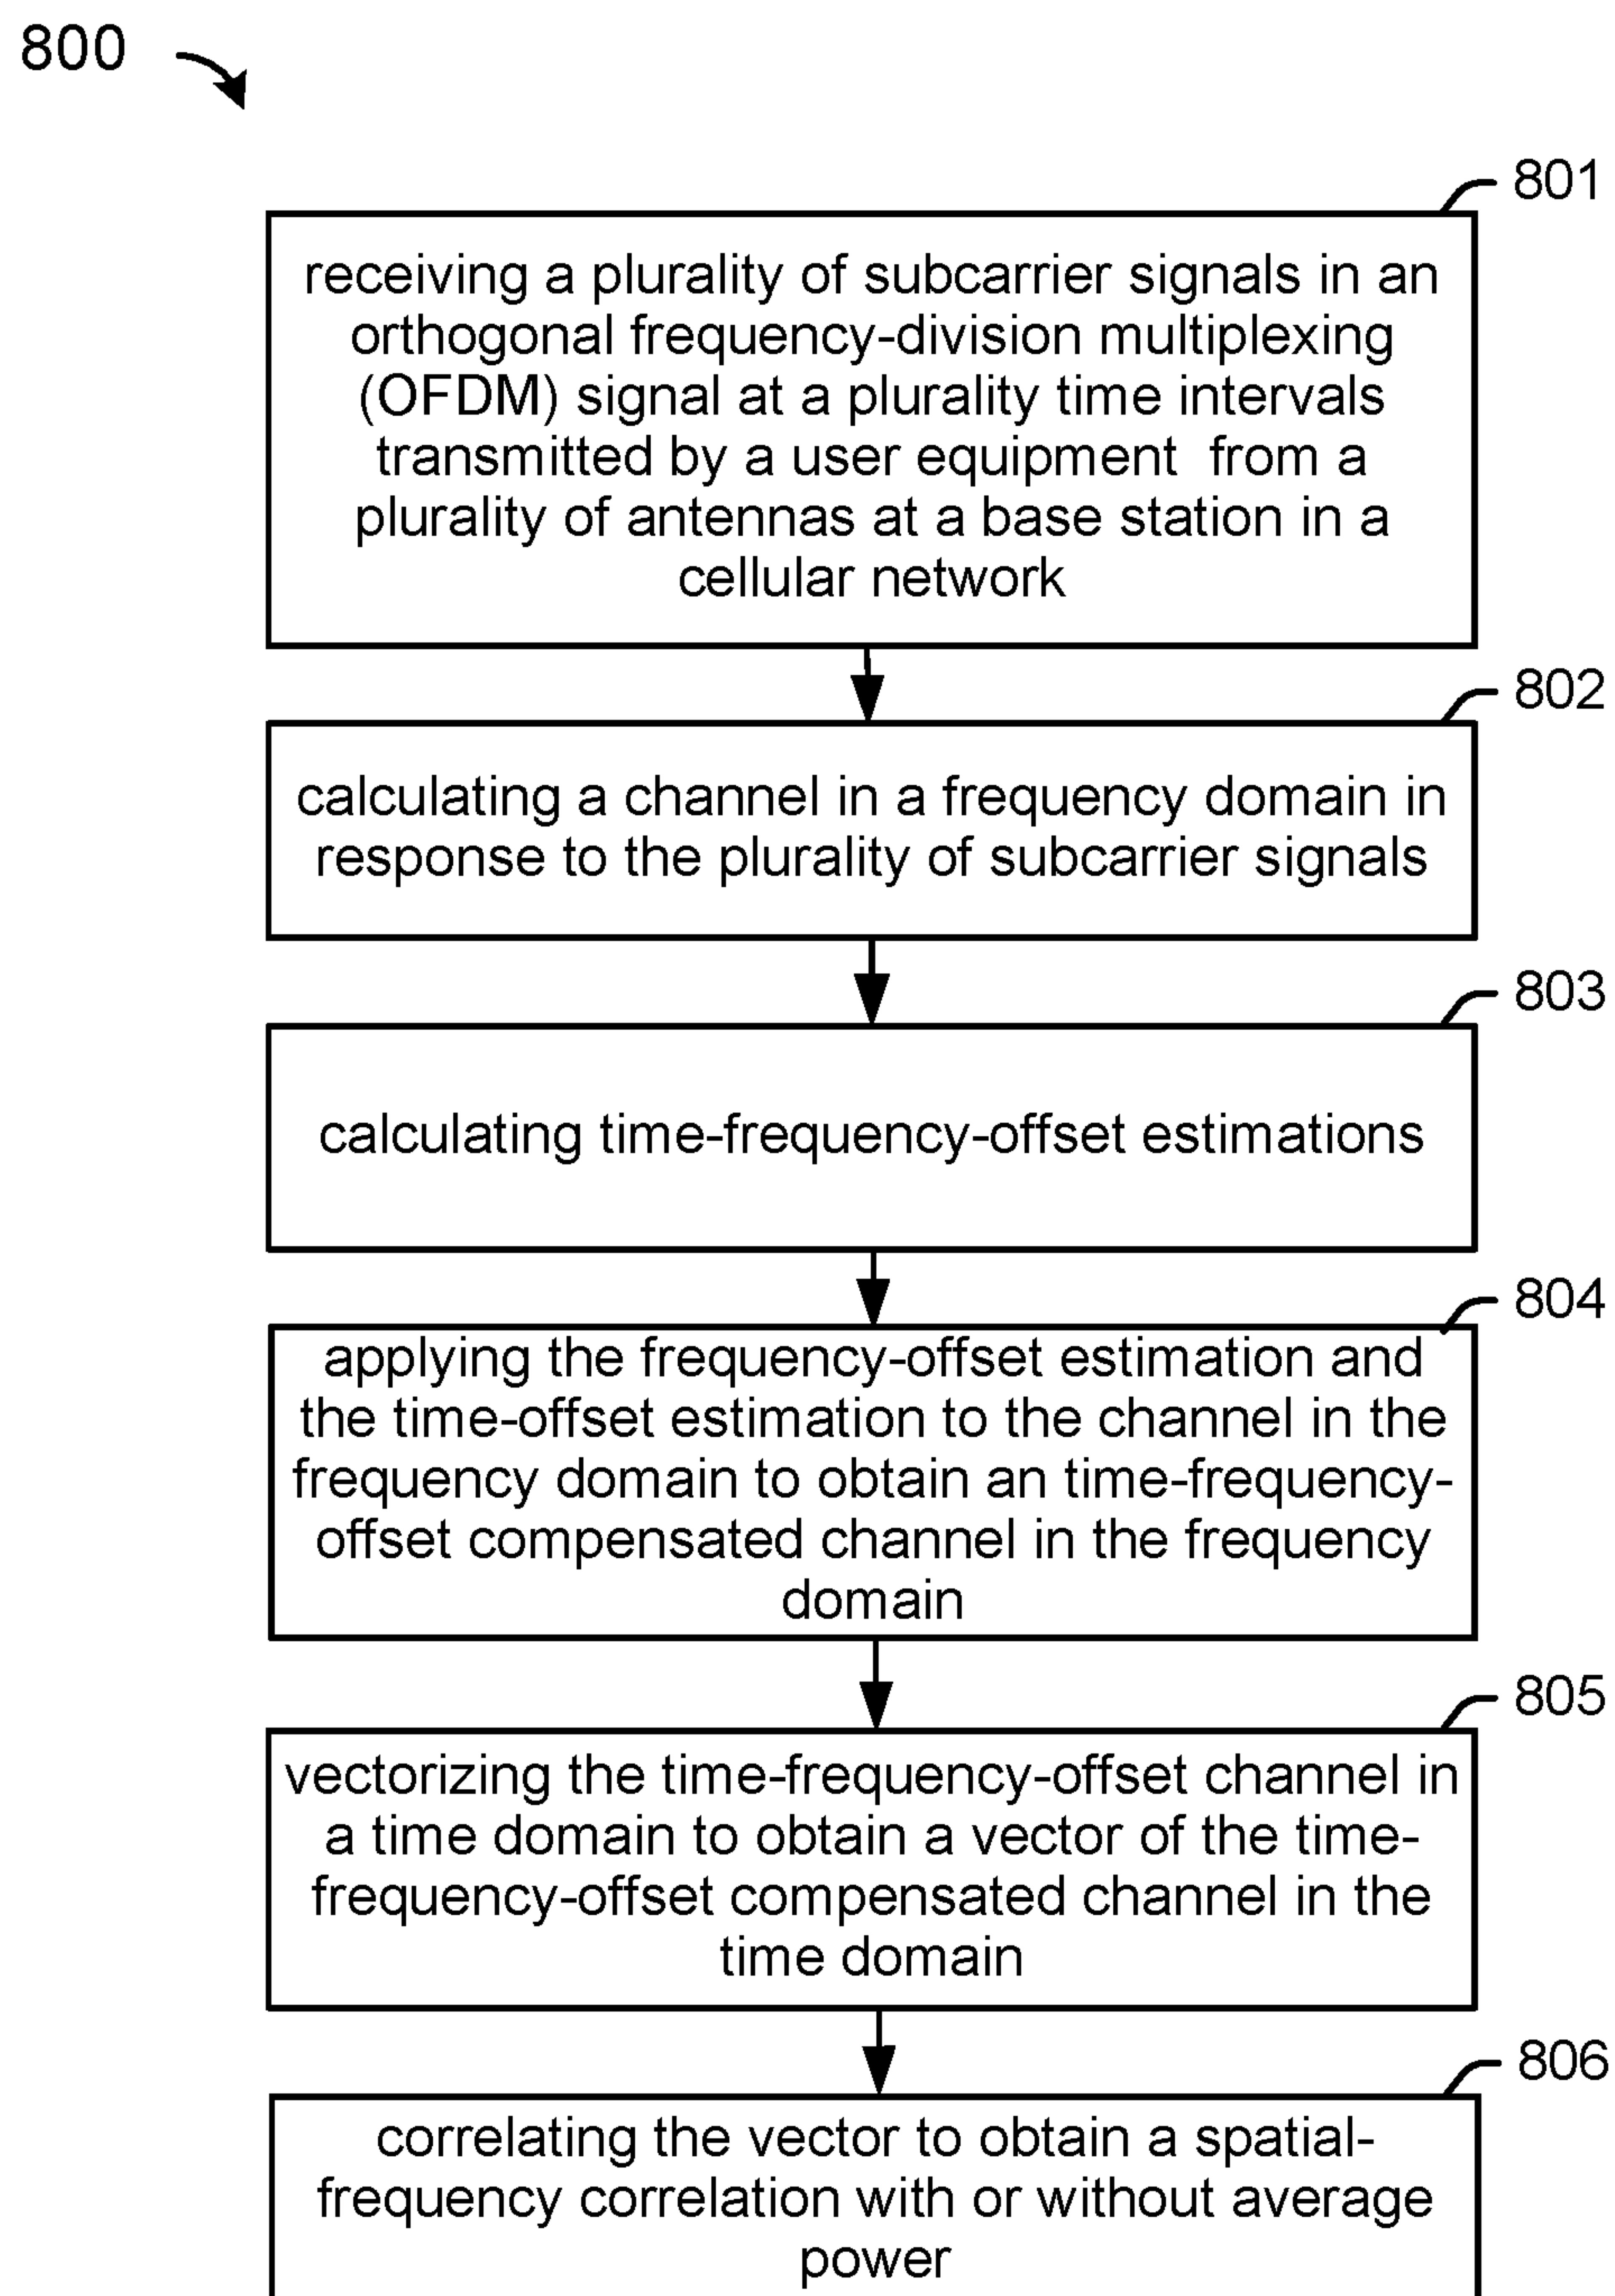 800
801
receiving a plurality of subcarrier signals in an
orthogonal frequency-division multiplexing
(OFDM) signal at a plurality time intervals
transmitted by a user equipment from a
plurality of antennas at a base station in a
cellular network
802
calculating a channel in a frequency domain in
response to the plurality of subcarrier signals
803
calculating time-frequency-offset estimations
804
applying the frequency-offset estimation and
the time-offset estimation to the channel in the
frequency domain to obtain an time-frequency-
offset compensated channel in the frequency
domain
805
vectorizing the time-frequency-offset channel in
a time domain to obtain a vector of the time-
frequency-offset compensated channel in the
time domain
806
correlating the vector to obtain a spatial-
frequency correlation with or without average
power